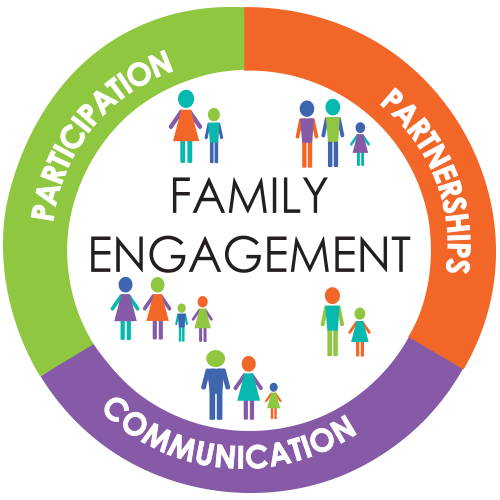 PARTICIPATION
PARTNERSHIPS
FAMILY
ENGAGEMENT
COMMUNICATION